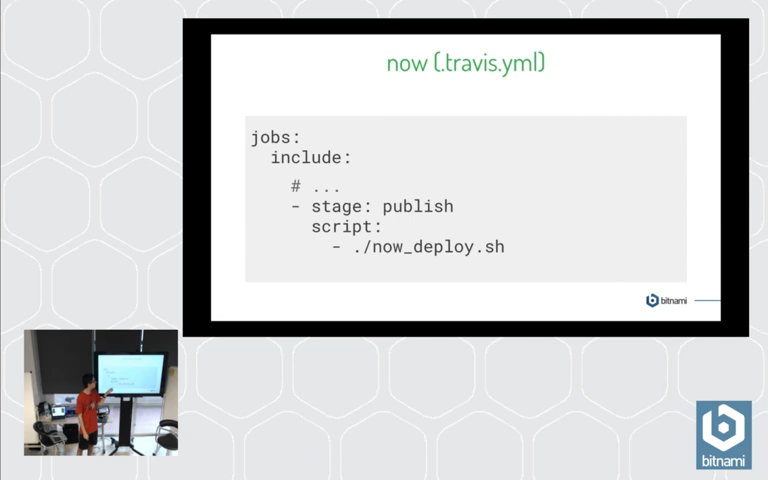 now (.travis.yml)
jobs:
include:
# ...
- stage: publish
script:
- ./now_deploy.sh
bitnami
bitnami